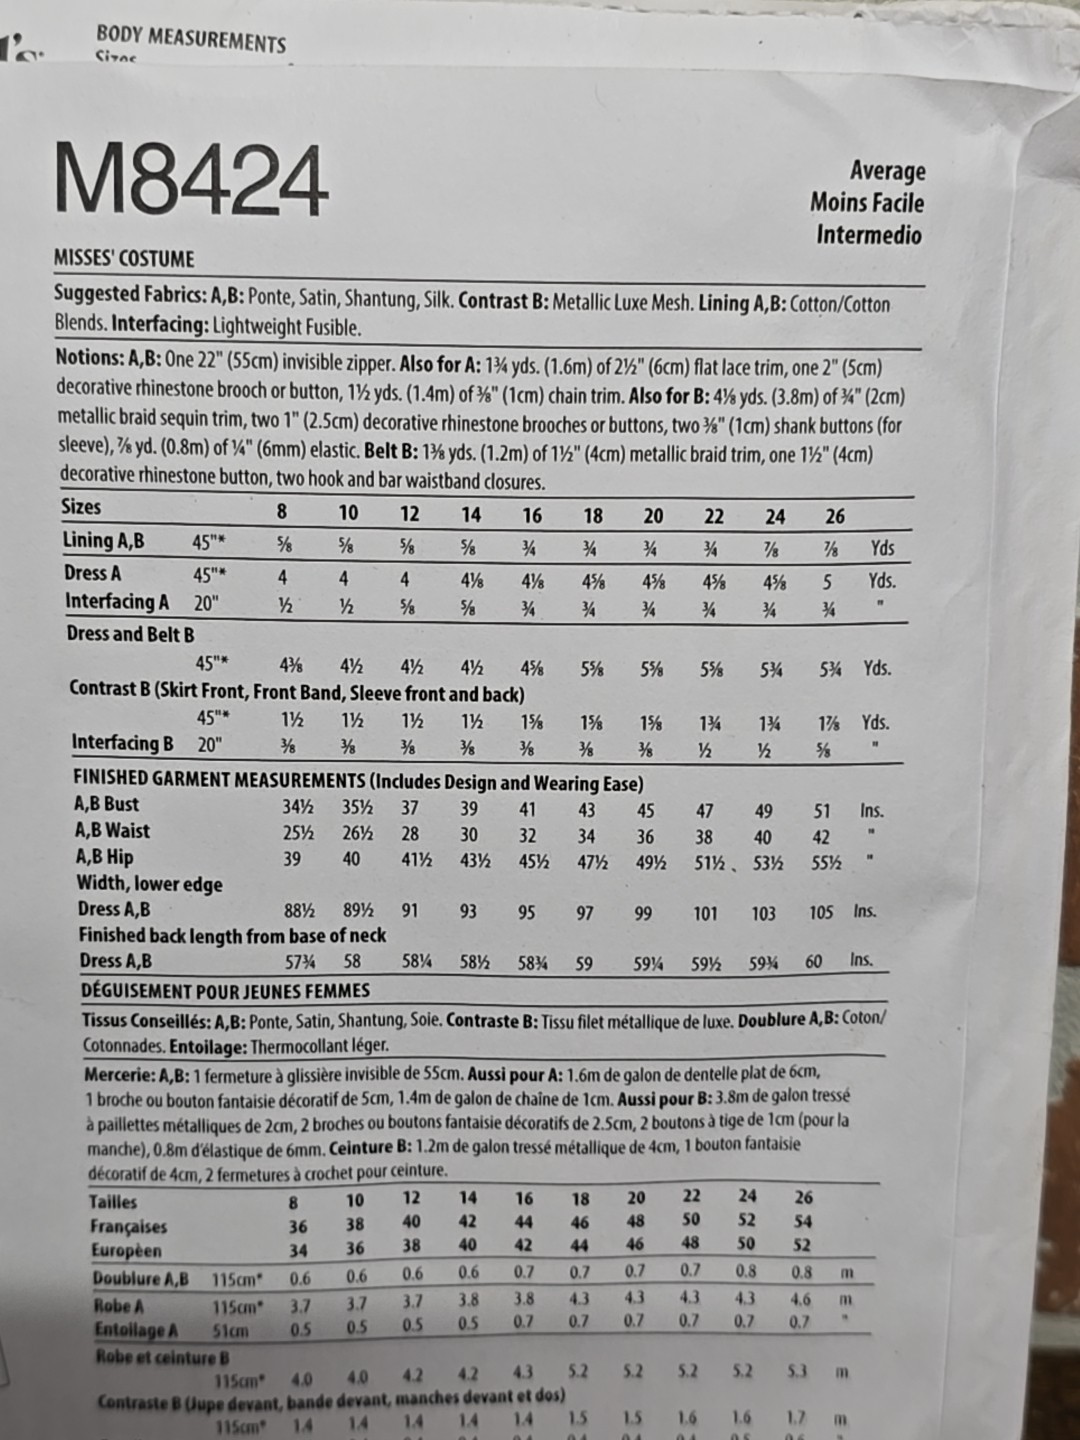 BODY MEASUREMENTS
Sizes
M8424
Average
Moins Facile
Intermedio
MISSES' COSTUME
Suggested Fabrics: A,B: Ponte, Satin, Shantung, Silk. Contrast B: Metallic Luxe Mesh. Lining A,B: Cotton/Cotton
Blends. Interfacing: Lightweight Fusible.
Notions: A,B: One 22" (55cm) invisible zipper. Also for A: 1¾ yds. (1.6m) of 2½" (6cm) flat lace trim, one 2" (5cm)
decorative rhinestone brooch or button, 1½ yds. (1.4m) of ⅜" (1cm) chain trim. Also for B: 4⅛ yds. (3.8m) of ¾" (2cm)
metallic braid sequin trim, two 1" (2.5cm) decorative rhinestone brooches or buttons, two ⅜" (1cm) shank buttons (for
sleeve), ⅞ yd. (0.8m) of ¼" (6mm) elastic. Belt B: 1⅜ yds. (1.2m) of 1½" (4cm) metallic braid trim, one 1½" (4cm)
decorative rhinestone button, two hook and bar waistband closures.
Sizes 8 10 12 14 16 18 20 22 24 26
Lining A,B 45"* ⅝ ⅝ ⅝ ⅝ ¾ ¾ ¾ ¾ ⅞ ⅞ Yds
Dress A 45"* 4 4 4 4⅛ 4⅛ 4⅝ 4⅝ 4⅝ 4⅝ 5 Yds.
Interfacing A 20" ½ ½ ⅝ ⅝ ¾ ¾ ¾ ¾ ¾ ¾ "
Dress and Belt B
45"* 4⅜ 4½ 4½ 4½ 4⅝ 5⅝ 5⅝ 5⅝ 5¾ 5¾ Yds.
Contrast B (Skirt Front, Front Band, Sleeve front and back)
45"* 1½ 1½ 1½ 1½ 1⅝ 1⅝ 1⅝ 1¾ 1¾ 1⅞ Yds.
Interfacing B 20" ⅜ ⅜ ⅜ ⅜ ⅜ ⅜ ⅜ ½ ½ ⅝ "
FINISHED GARMENT MEASUREMENTS (Includes Design and Wearing Ease)
A,B Bust 34½ 35½ 37 39 41 43 45 47 49 51 Ins.
A,B Waist 25½ 26½ 28 30 32 34 36 38 40 42 "
A,B Hip 39 40 41½ 43½ 45½ 47½ 49½ 51½ 53½ 55½ "
Width, lower edge
Dress A,B 88½ 89½ 91 93 95 97 99 101 103 105 Ins.
Finished back length from base of neck
Dress A,B 57¾ 58 58¼ 58½ 58¾ 59 59¼ 59½ 59¾ 60 Ins.
DÉGUISEMENT POUR JEUNES FEMMES
Tissus Conseillés: A,B: Ponte, Satin, Shantung, Soie. Contraste B: Tissu filet métallique de luxe. Doublure A,B: Coton/
Cotonnades. Entoilage: Thermocollant léger.
Mercerie: A,B: 1 fermeture à glissière invisible de 55cm. Aussi pour A: 1.6m de galon de dentelle plat de 6cm,
1 broche ou bouton fantaisie décoratif de 5cm, 1.4m de galon de chaîne de 1cm. Aussi pour B: 3.8m de galon tressé
à paillettes métalliques de 2cm, 2 broches ou boutons fantaisie décoratifs de 2.5cm, 2 boutons à tige de 1cm (pour la
manche), 0.8m d'élastique de 6mm. Ceinture B: 1.2m de galon tressé métallique de 4cm, 1 bouton fantaisie
décoratif de 4cm, 2 fermetures à crochet pour ceinture.
Tailles 8 10 12 14 16 18 20 22 24 26
Françaises 36 38 40 42 44 46 48 50 52 54
Europèen 34 36 38 40 42 44 46 48 50 52
Doublure A,B 115cm* 0.6 0.6 0.6 0.6 0.7 0.7 0.7 0.7 0.8 0.8 m
Robe A 115cm* 3.7 3.7 3.7 3.8 3.8 4.3 4.3 4.3 4.3 4.6 m
Entoilage A 51cm 0.5 0.5 0.5 0.5 0.7 0.7 0.7 0.7 0.7 0.7 "
Robe et ceinture B
115cm* 4.0 4.0 4.2 4.2 4.3 5.2 5.2 5.2 5.2 5.3 m
Contraste B (Jupe devant, bande devant, manches devant et dos)
115cm* 1.4 1.4 1.4 1.4 1.4 1.5 1.5 1.6 1.6 1.7 m